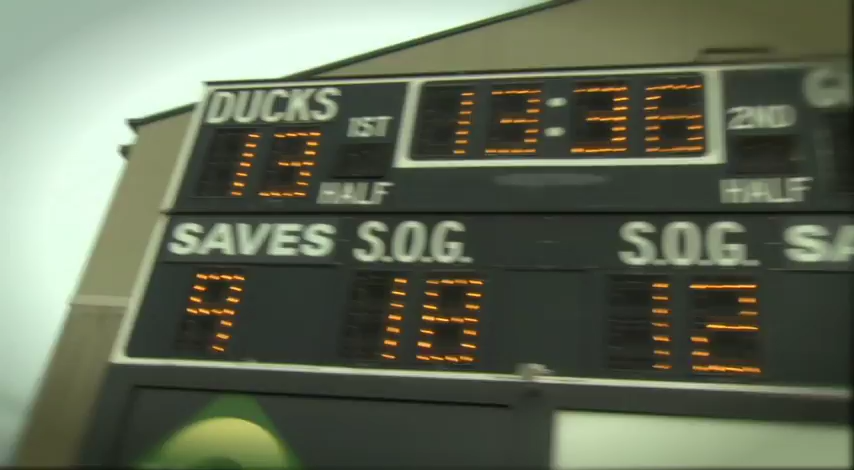 DUCKS 1ST 13:36 2ND
13 HALF HALF
SAVES S.O.G. S.O.G.
9 18 12